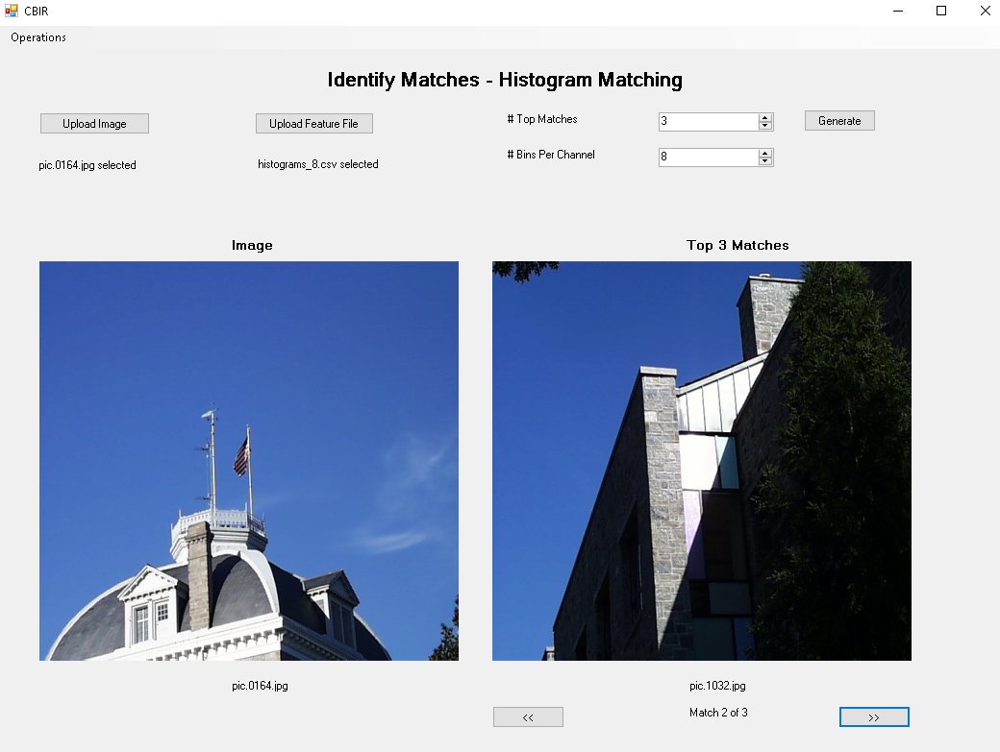 CBIR
Operations
Identify Matches - Histogram Matching
Upload Image
Upload Feature File
# Top Matches
3
Generate
pic.0164.jpg selected
histograms_8.csv selected
# Bins Per Channel
8
Image
Top 3 Matches
pic.0164.jpg
pic.1032.jpg
<<
Match 2 of 3
>>